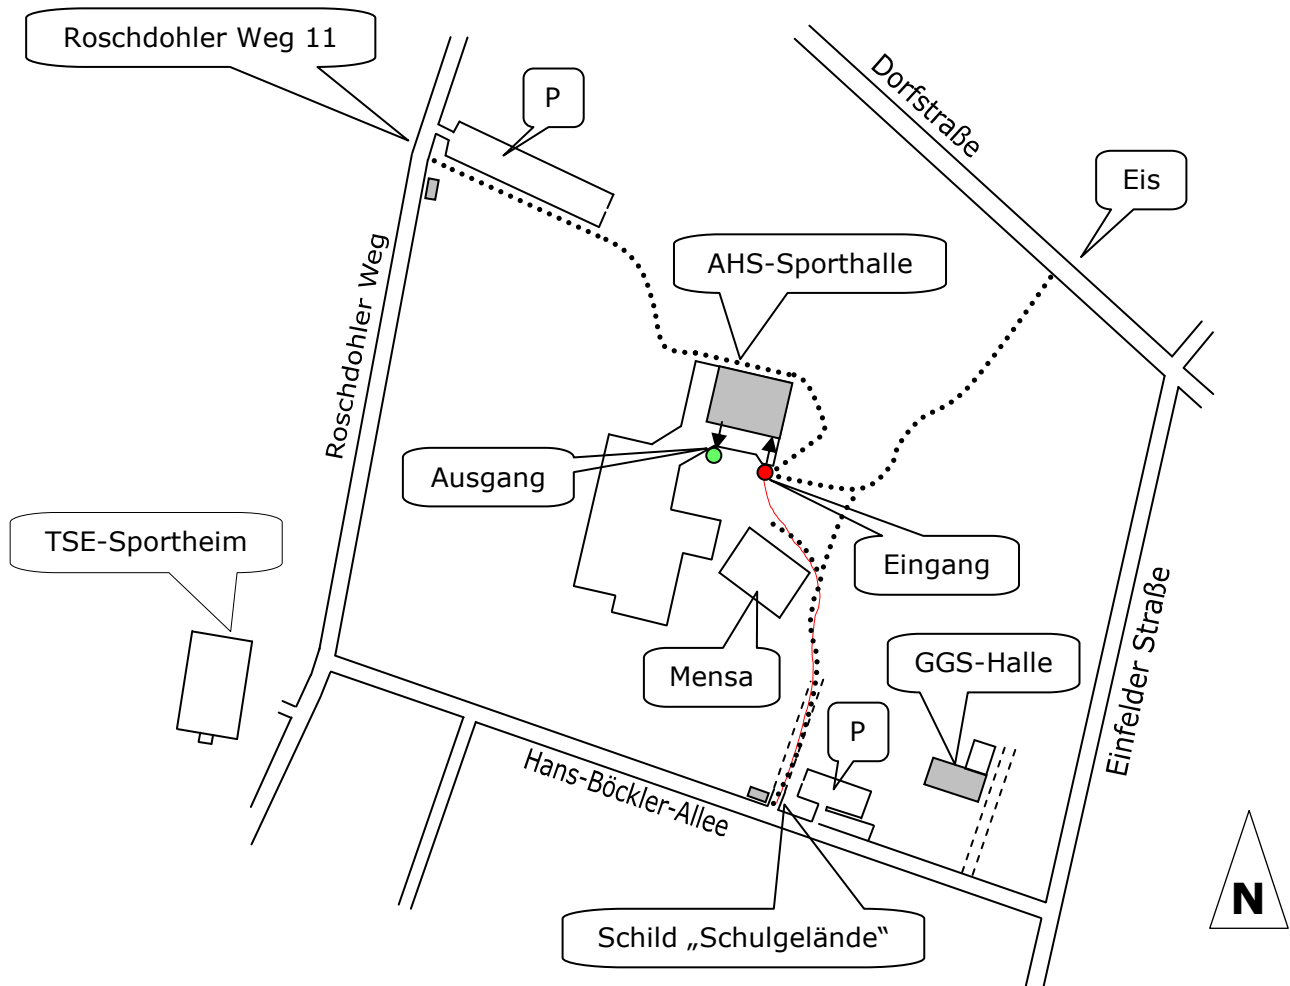 Roschdohler Weg 11
P
Dorfstraße
Eis
AHS-Sporthalle
Roschdohler Weg
Ausgang
TSE-Sportheim
Eingang
Einfelder Straße
GGS-Halle
Mensa
P
Hans-Böckler-Allee
N
Schild „Schulgelände“